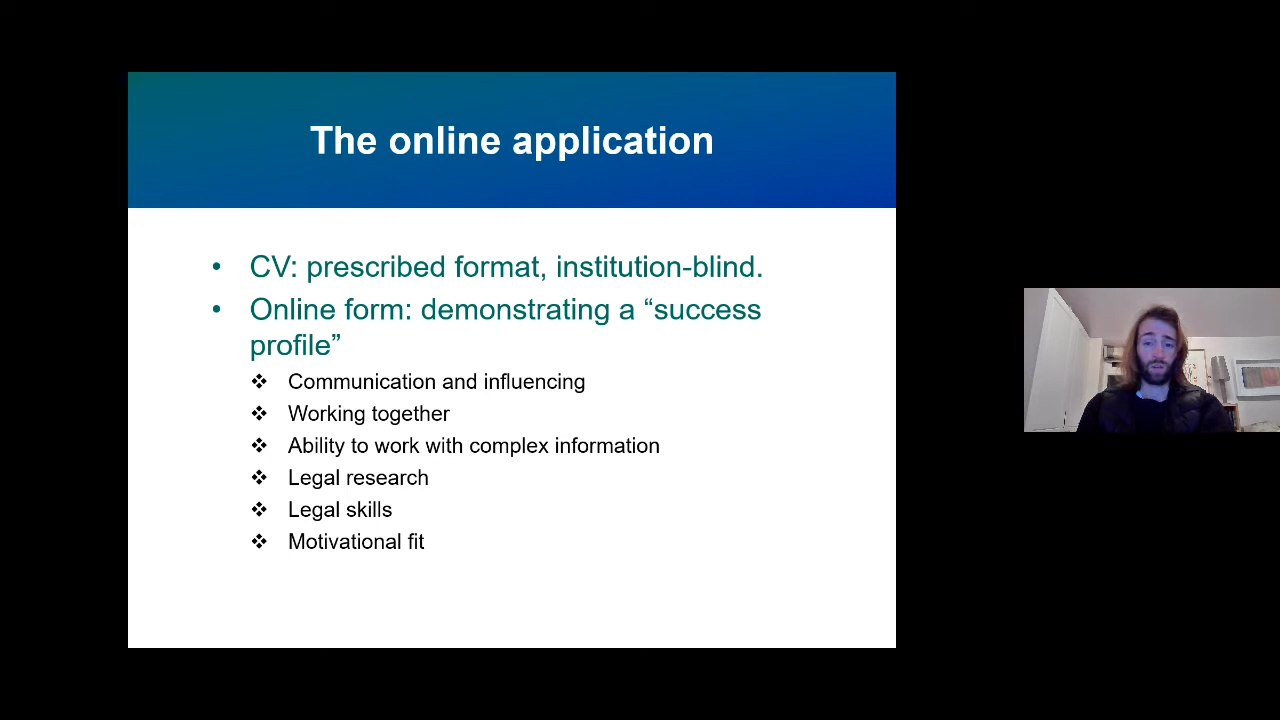 The online application
• CV: prescribed format, institution-blind.
• Online form: demonstrating a “success
profile”
❖ Communication and influencing
❖ Working together
❖ Ability to work with complex information
❖ Legal research
❖ Legal skills
❖ Motivational fit